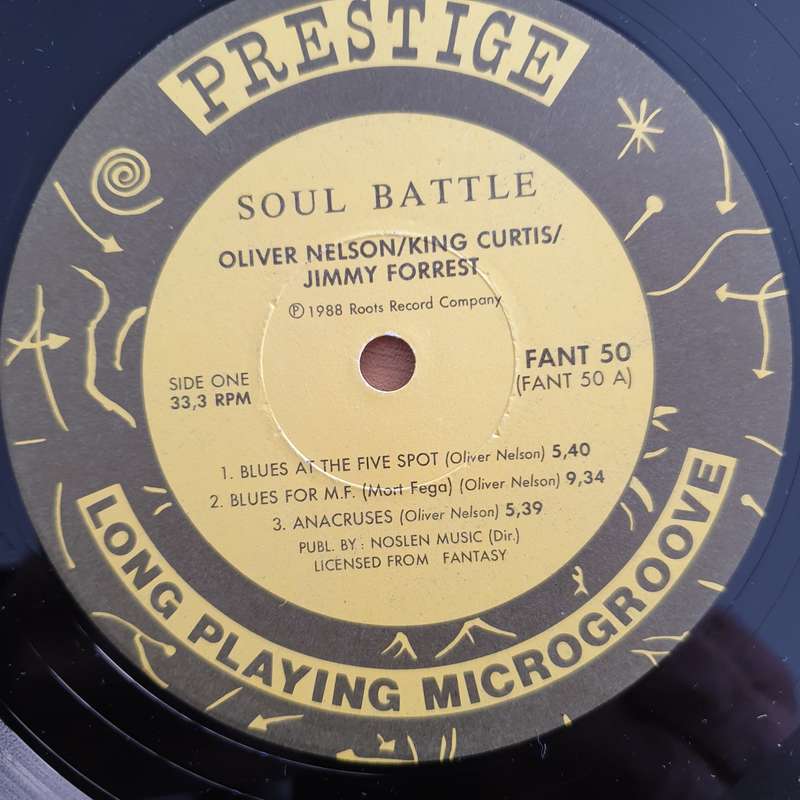 PRESTIGE
SOUL BATTLE
OLIVER NELSON/KING CURTIS/
JIMMY FORREST
℗ 1988 Roots Record Company
SIDE ONE
33,3 RPM
FANT 50
(FANT 50 A)
1. BLUES AT THE FIVE SPOT (Oliver Nelson) 5,40
2. BLUES FOR M.F. (Mort Fega) (Oliver Nelson) 9,34
3. ANACRUSES (Oliver Nelson) 5,39
PUBL. BY : NOSLEN MUSIC (Dir.)
LICENSED FROM FANTASY
LONG PLAYING MICROGROOVE